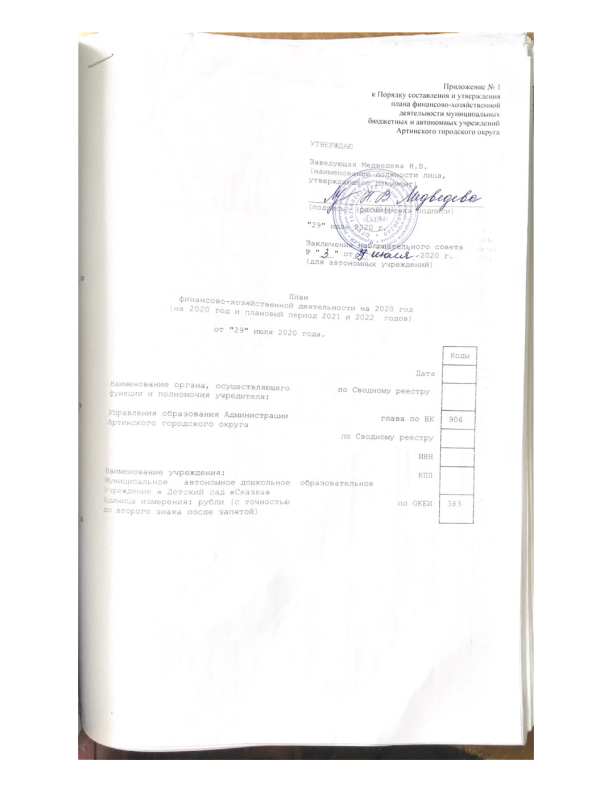 Приложение № 1
к Порядку составления и утверждения
плана финансово-хозяйственной
деятельности муниципальных
бюджетных и автономных учреждений
Артинского городского округа
УТВЕРЖДАЮ
Заведующая Медведева Н.В.
(наименование должности лица,
утверждающего документ)
Н В Медведева
(подпись) (расшифровка подписи)
"29" июля 2020 г.
Заключение наблюдательного совета
№ "3" от июля 2020 г.
(для автономных учреждений)
План
финансово-хозяйственной деятельности на 2020 год
(на 2020 год и плановый период 2021 и 2022 годов)
от "29" июля 2020 года.
Коды
Дата
Наименование органа, осуществляющего по Сводному реестру
функции и полномочия учредителя:
Управления образования Администрации глава по БК 906
Артинского городского округа
по Сводному реестру
ИНН
Наименование учреждения: КПП
Муниципальное автономное дошкольное образовательное
Учреждение « Детский сад «Сказка»
Единица измерения: рубли (с точностью по ОКЕИ 383
до второго знака после запятой)